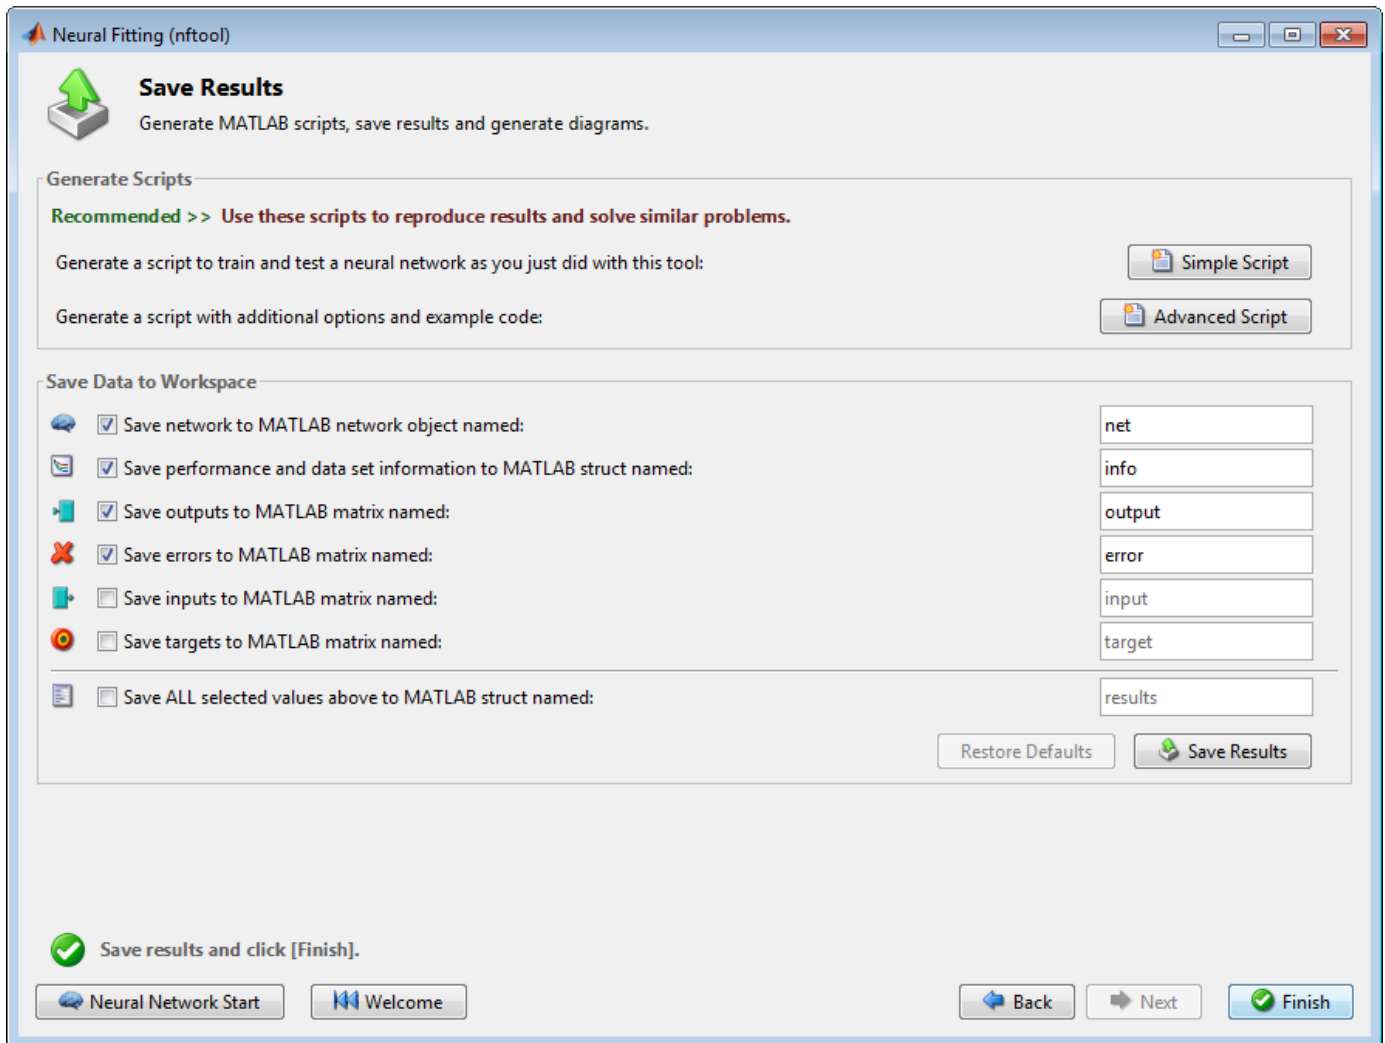 Neural Fitting (nftool)
Save Results
Generate MATLAB scripts, save results and generate diagrams.
Generate Scripts
Recommended >> Use these scripts to reproduce results and solve similar problems.
Generate a script to train and test a neural network as you just did with this tool: Simple Script
Generate a script with additional options and example code: Advanced Script
Save Data to Workspace
Save network to MATLAB network object named: net
Save performance and data set information to MATLAB struct named: info
Save outputs to MATLAB matrix named: output
Save errors to MATLAB matrix named: error
Save inputs to MATLAB matrix named: input
Save targets to MATLAB matrix named: target
Save ALL selected values above to MATLAB struct named: results
Restore Defaults Save Results
Save results and click [Finish].
Neural Network Start Welcome Back Next Finish